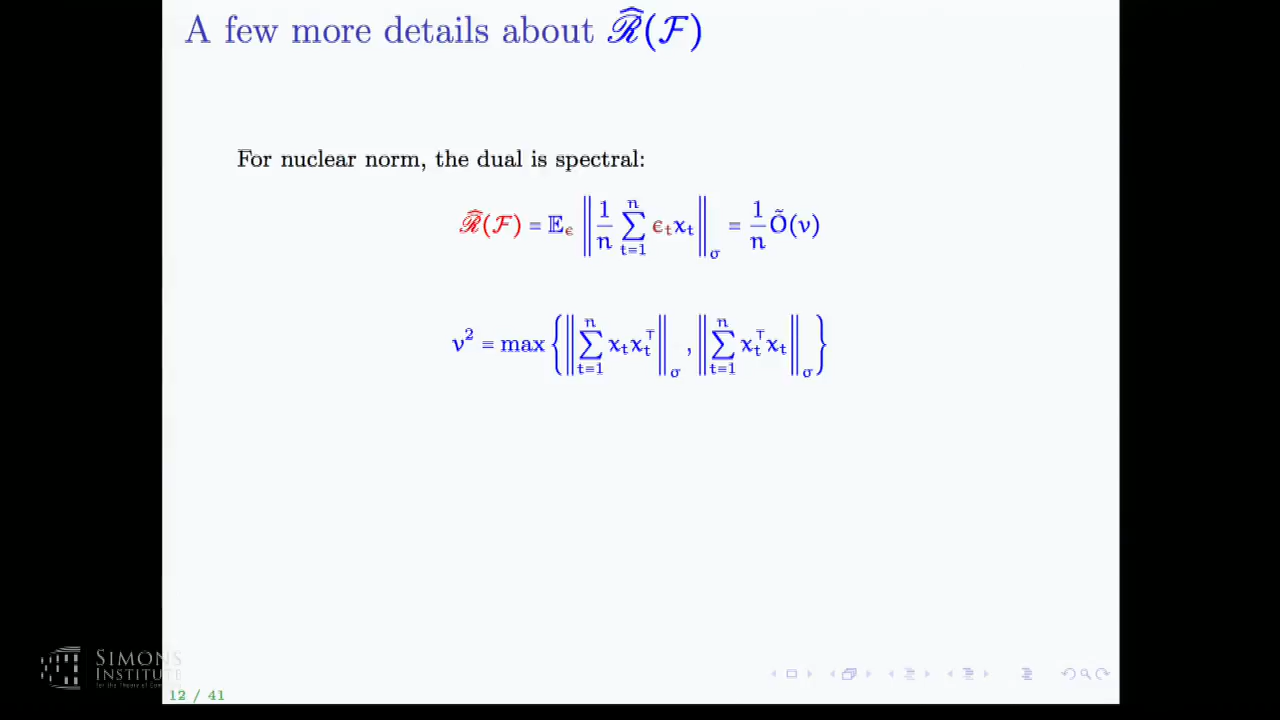 A few more details about ℛ̂(ℱ)
For nuclear norm, the dual is spectral:
ℛ̂(ℱ) = 𝔼_ϵ ‖ 1/n ∑_{t=1}^{n} ϵ_t x_t ‖_σ = 1/n Õ(v)
v² = max { ‖ ∑_{t=1}^{n} x_t x_t^⊤ ‖_σ , ‖ ∑_{t=1}^{n} x_t^⊤ x_t ‖_σ }
SIMONS
INSTITUTE
12 / 41